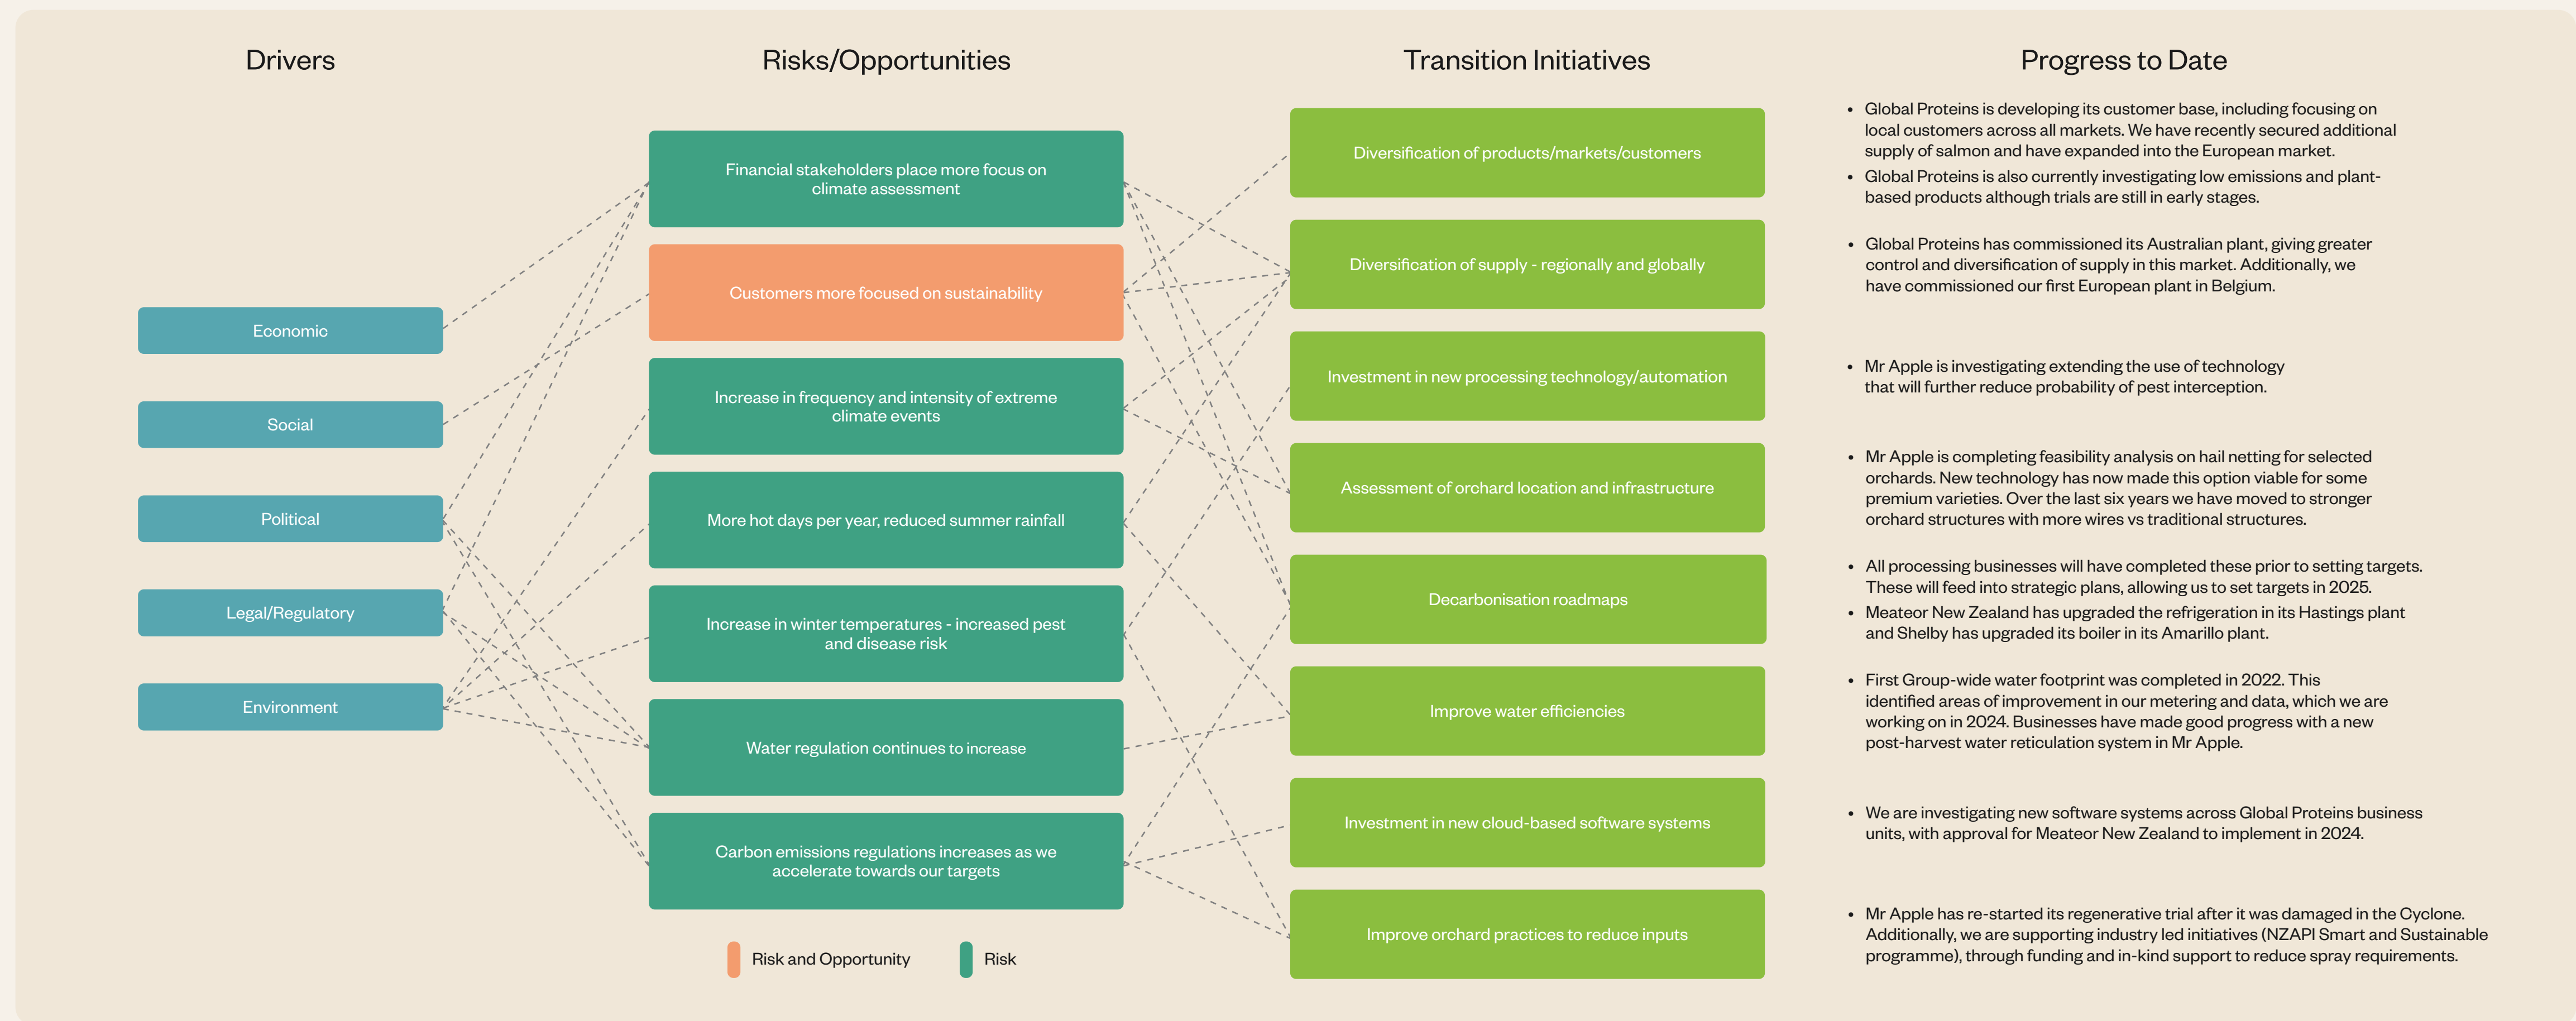 Drivers
Risks/Opportunities
Transition Initiatives
Progress to Date
Economic
Social
Political
Legal/Regulatory
Environment
Financial stakeholders place more focus on
climate assessment
Customers more focused on sustainability
Increase in frequency and intensity of extreme
climate events
More hot days per year, reduced summer rainfall
Increase in winter temperatures - increased pest
and disease risk
Water regulation continues to increase
Carbon emissions regulations increases as we
accelerate towards our targets
Risk and Opportunity
Risk
Diversification of products/markets/customers
Diversification of supply - regionally and globally
Investment in new processing technology/automation
Assessment of orchard location and infrastructure
Decarbonisation roadmaps
Improve water efficiencies
Investment in new cloud-based software systems
Improve orchard practices to reduce inputs
• Global Proteins is developing its customer base, including focusing on
local customers across all markets. We have recently secured additional
supply of salmon and have expanded into the European market.
• Global Proteins is also currently investigating low emissions and plant-
based products although trials are still in early stages.
• Global Proteins has commissioned its Australian plant, giving greater
control and diversification of supply in this market. Additionally, we
have commissioned our first European plant in Belgium.
• Mr Apple is investigating extending the use of technology
that will further reduce probability of pest interception.
• Mr Apple is completing feasibility analysis on hail netting for selected
orchards. New technology has now made this option viable for some
premium varieties. Over the last six years we have moved to stronger
orchard structures with more wires vs traditional structures.
• All processing businesses will have completed these prior to setting targets.
These will feed into strategic plans, allowing us to set targets in 2025.
• Meateor New Zealand has upgraded the refrigeration in its Hastings plant
and Shelby has upgraded its boiler in its Amarillo plant.
• First Group-wide water footprint was completed in 2022. This
identified areas of improvement in our metering and data, which we are
working on in 2024. Businesses have made good progress with a new
post-harvest water reticulation system in Mr Apple.
• We are investigating new software systems across Global Proteins business
units, with approval for Meateor New Zealand to implement in 2024.
• Mr Apple has re-started its regenerative trial after it was damaged in the Cyclone.
Additionally, we are supporting industry led initiatives (NZAPI Smart and Sustainable
programme), through funding and in-kind support to reduce spray requirements.